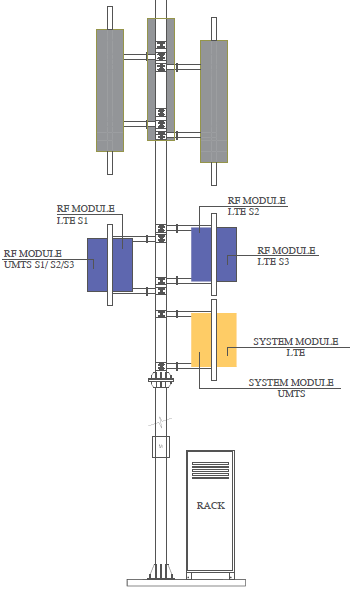 RF MODULE
LTE S2
RF MODULE
LTE S1
RF MODULE
UMTS S1/ S2/S3
RF MODULE
LTE S3
SYSTEM MODULE
LTE
SYSTEM MODULE
UMTS
RACK